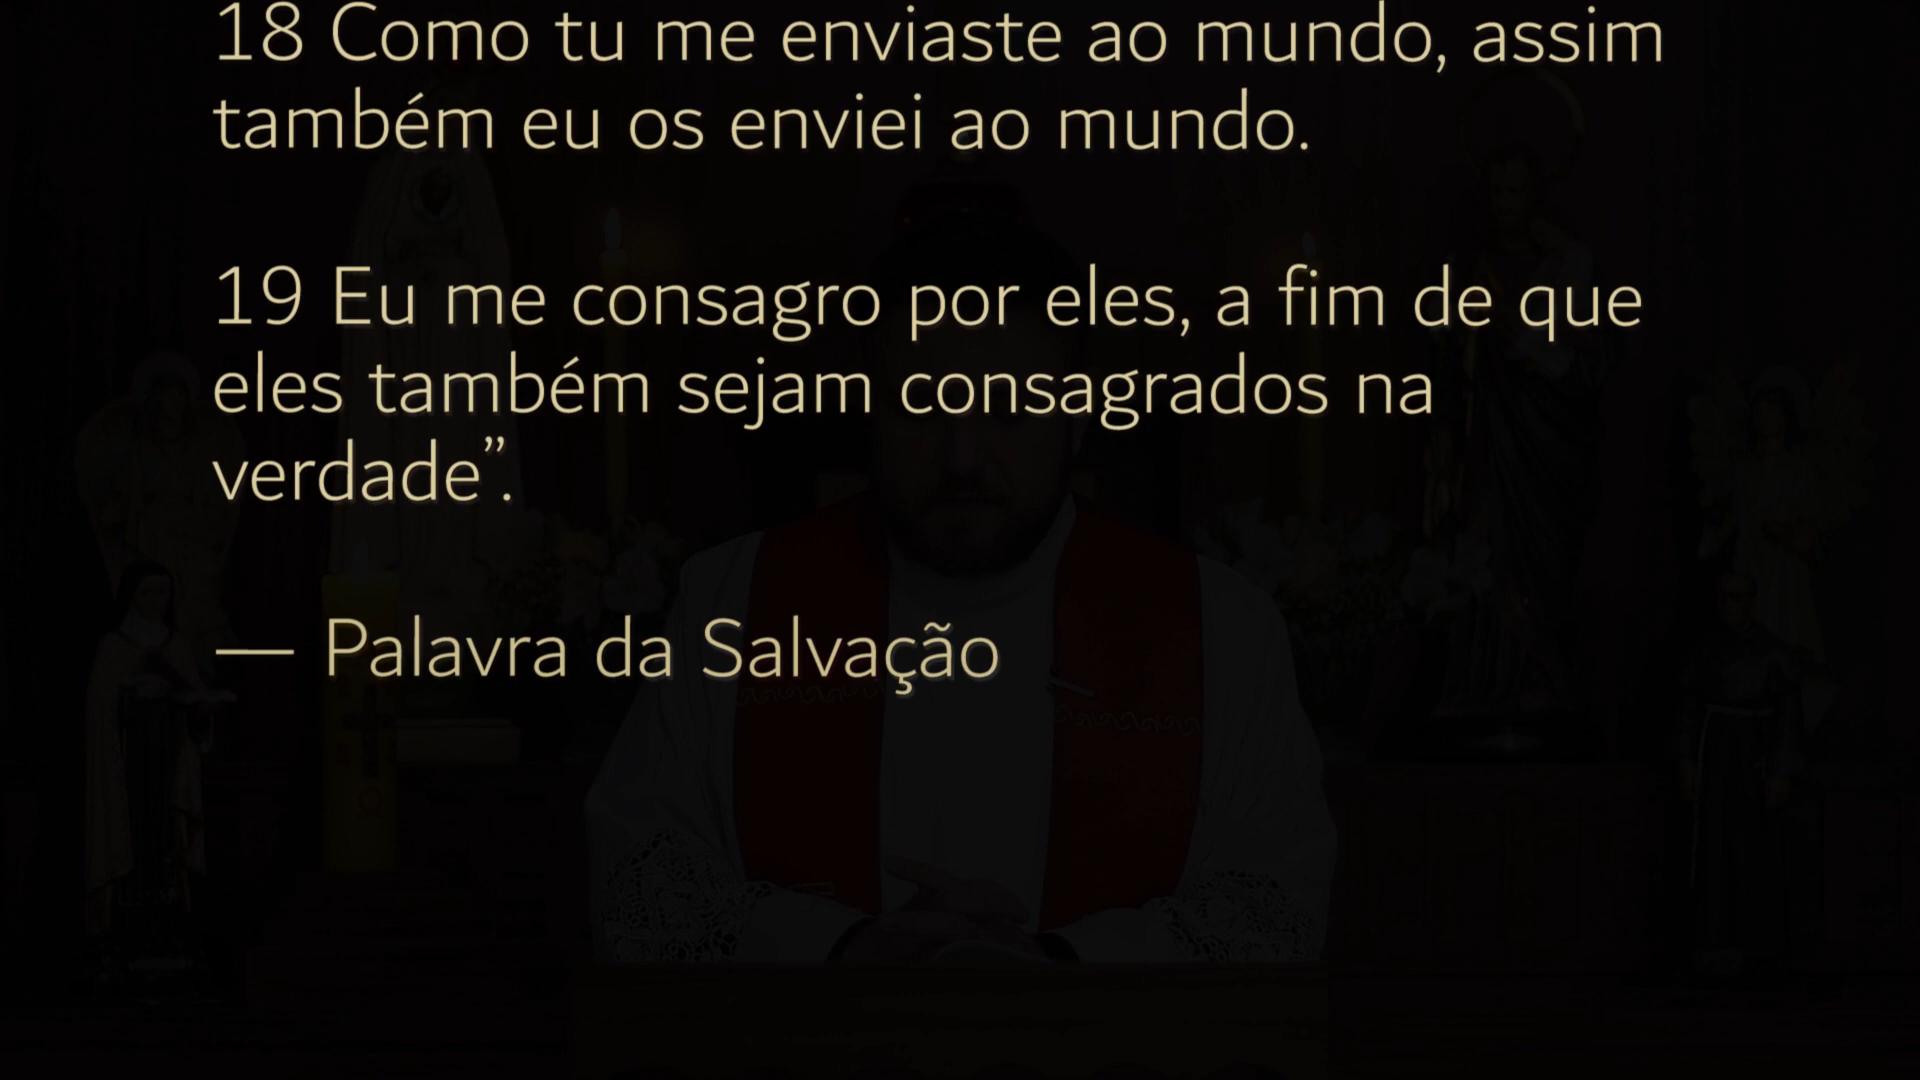 18 Como tu me enviaste ao mundo, assim
também eu os enviei ao mundo.
19 Eu me consagro por eles, a fim de que
eles também sejam consagrados na
verdade”.
— Palavra da Salvação